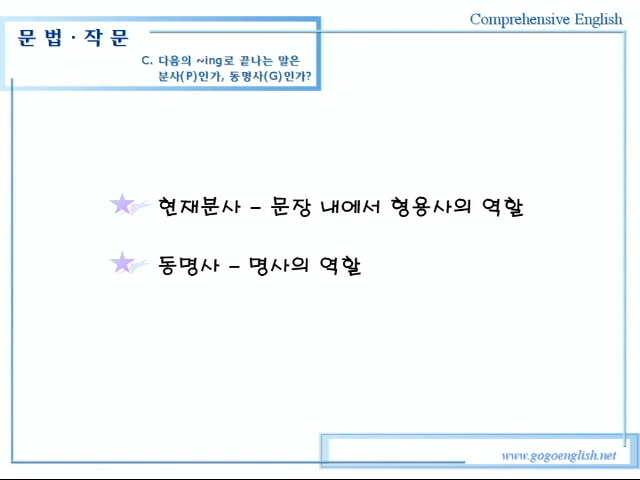 Comprehensive English
문법·작문
C. 다음의 ~ing로 끝나는 말은
분사(P)인가, 동명사(G)인가?
현재분사 – 문장 내에서 형용사의 역할
동명사 – 명사의 역할
www.gogoenglish.net